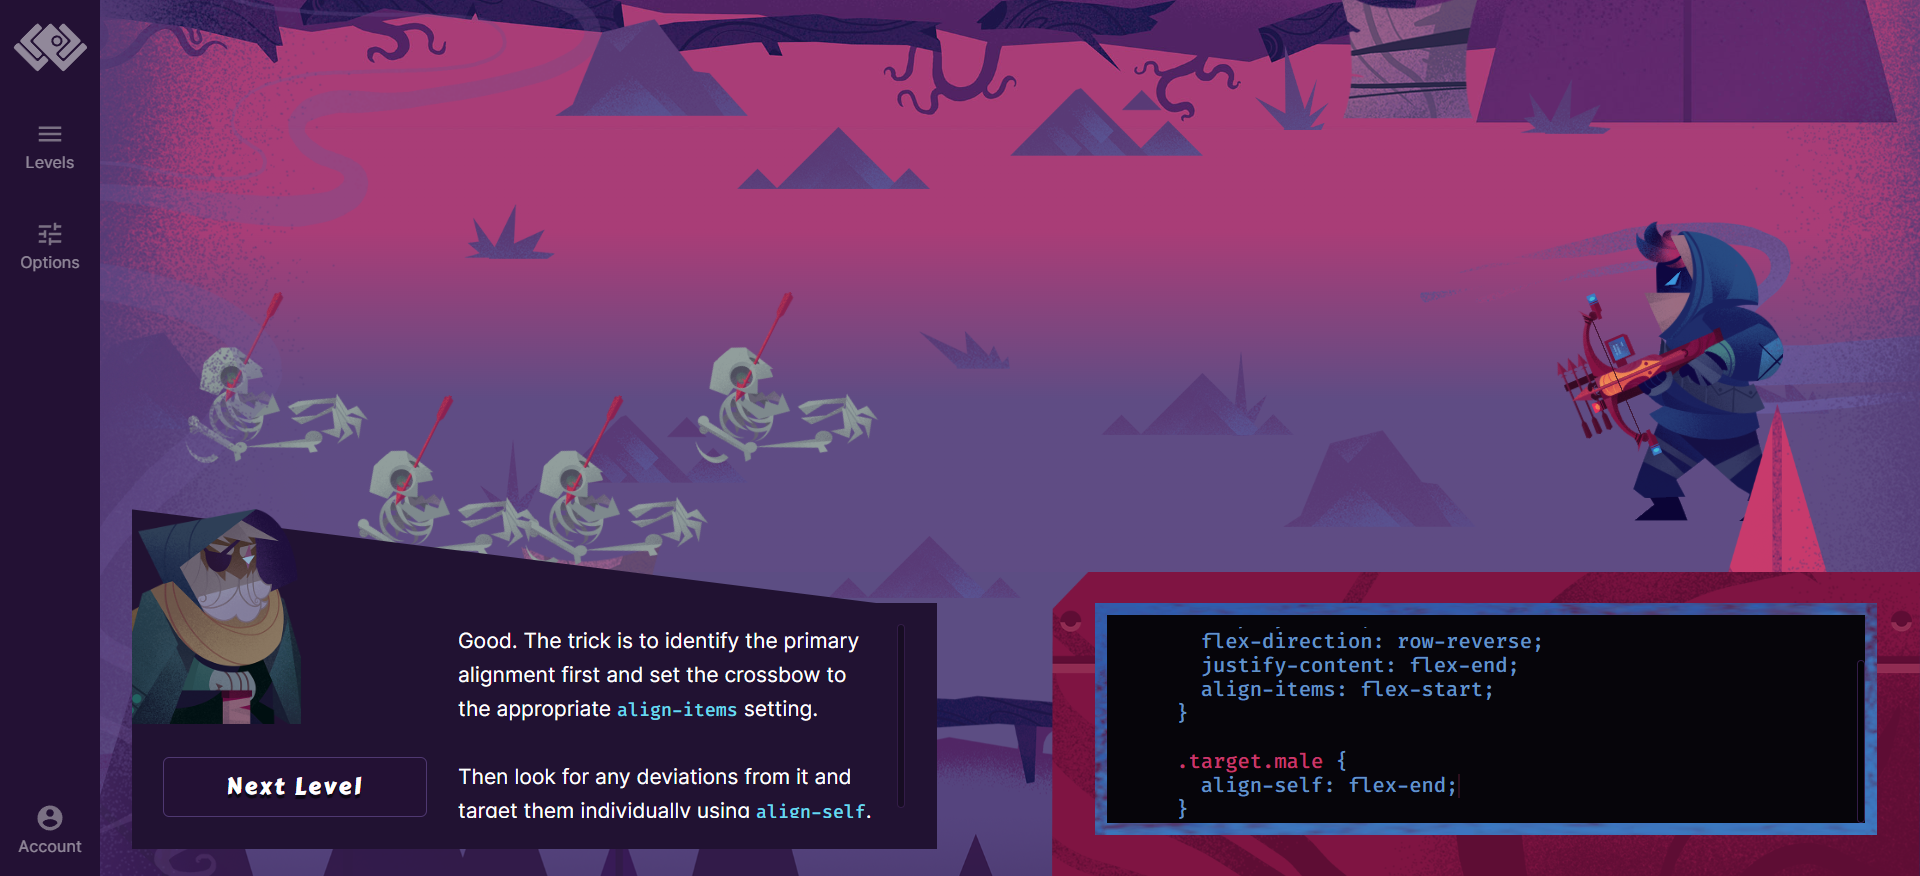 Levels
Options
Account
Good. The trick is to identify the primary
alignment first and set the crossbow to
the appropriate align-items setting.
Then look for any deviations from it and
target them individually using align-self.
Next Level
flex-direction: row-reverse;
justify-content: flex-end;
align-items: flex-start;
}
.target.male {
align-self: flex-end;
}